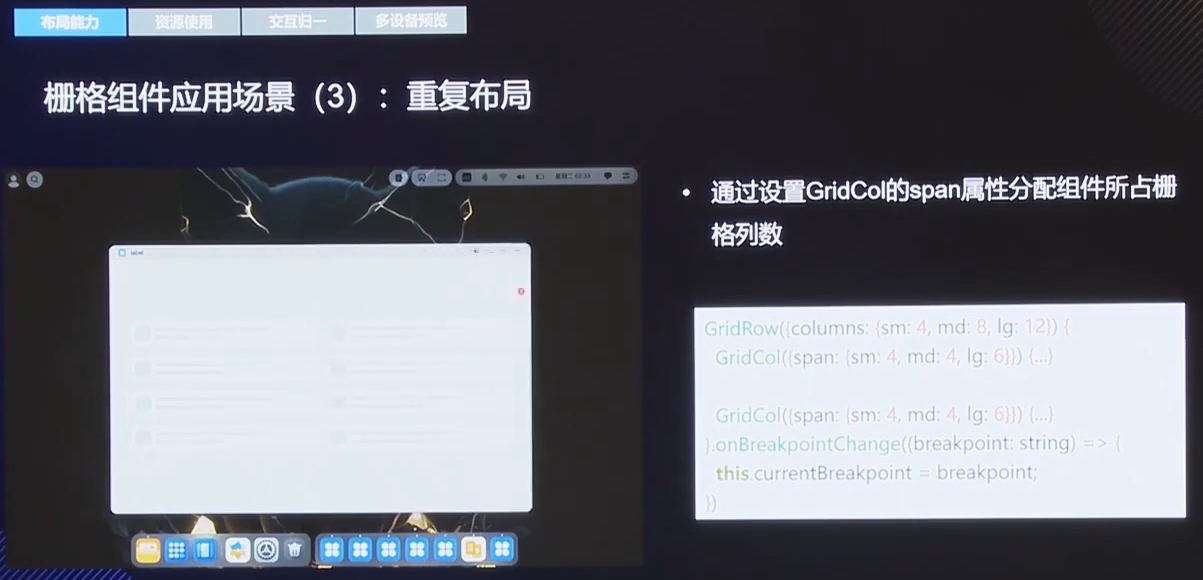 布局能力
资源使用
交互归一
多设备预览
栅格组件应用场景（3）：重复布局
• 通过设置GridCol的span属性分配组件所占栅
格列数
GridRow({columns: {sm: 4, md: 8, lg: 12}) {
GridCol({span: {sm: 4, md: 4, lg: 6}}) {...}
GridCol({span: {sm: 4, md: 4, lg: 6}}) {...}
}.onBreakpointChange((breakpoint: string) => {
this.currentBreakpoint = breakpoint;
})